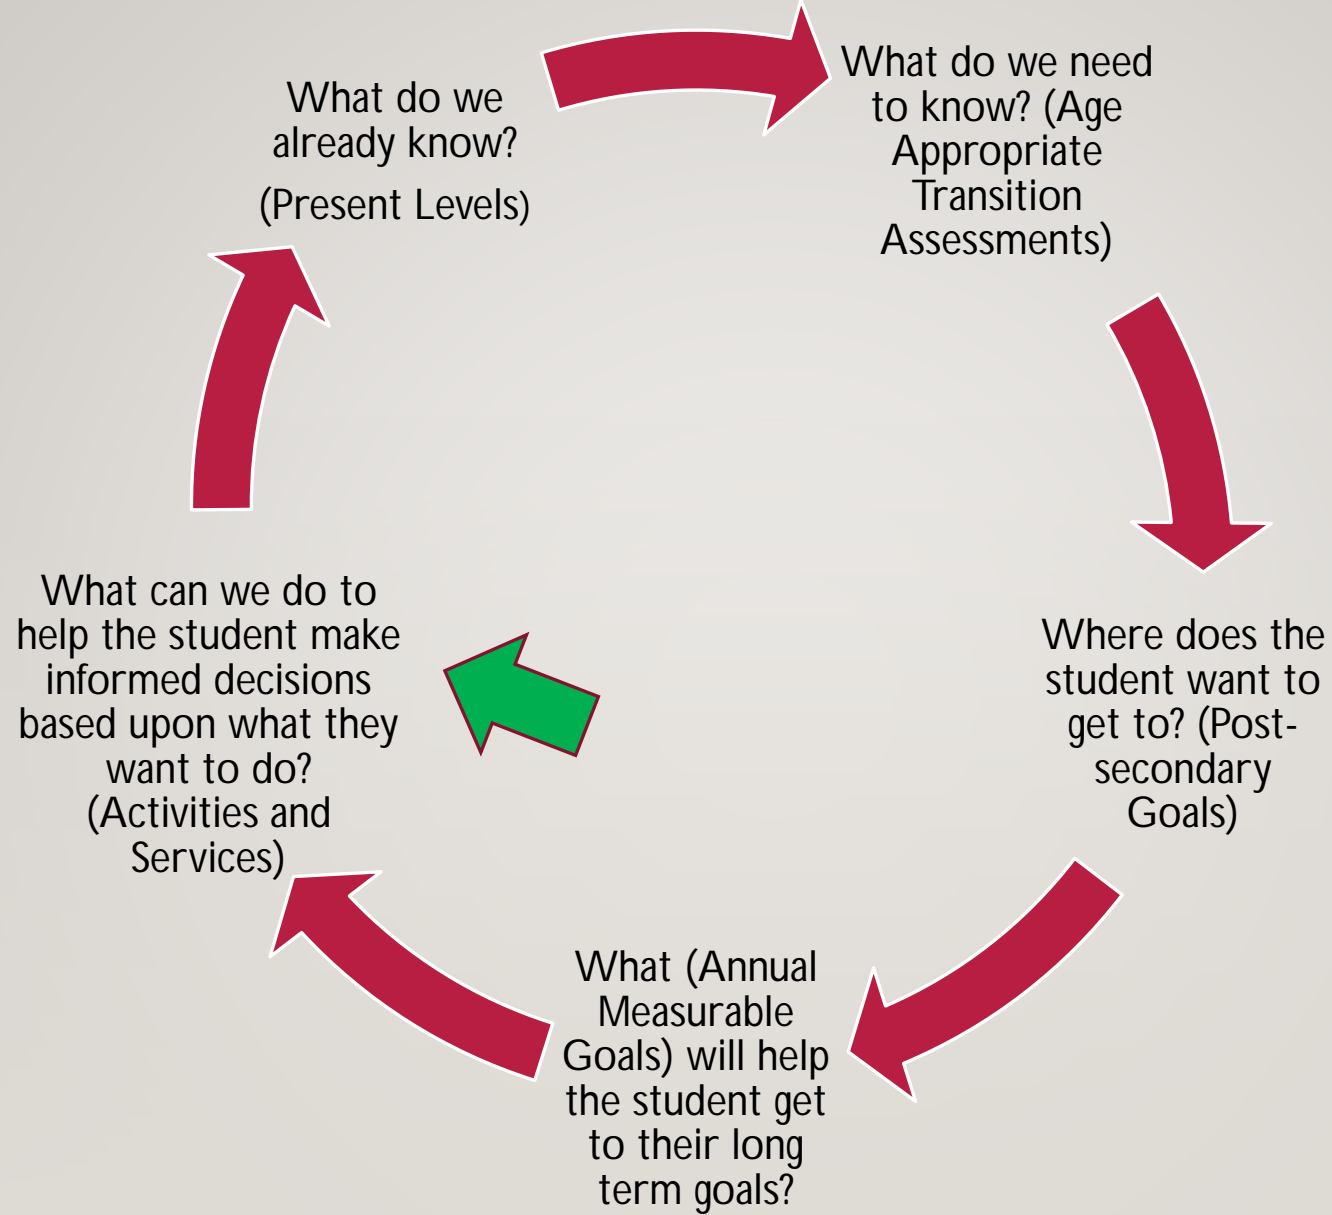 What do we
already know?
(Present Levels)
What do we need
to know? (Age
Appropriate
Transition
Assessments)
Where does the
student want to
get to? (Post-
secondary
Goals)
What (Annual
Measurable
Goals) will help
the student get
to their long
term goals?
What can we do to
help the student make
informed decisions
based upon what they
want to do?
(Activities and
Services)